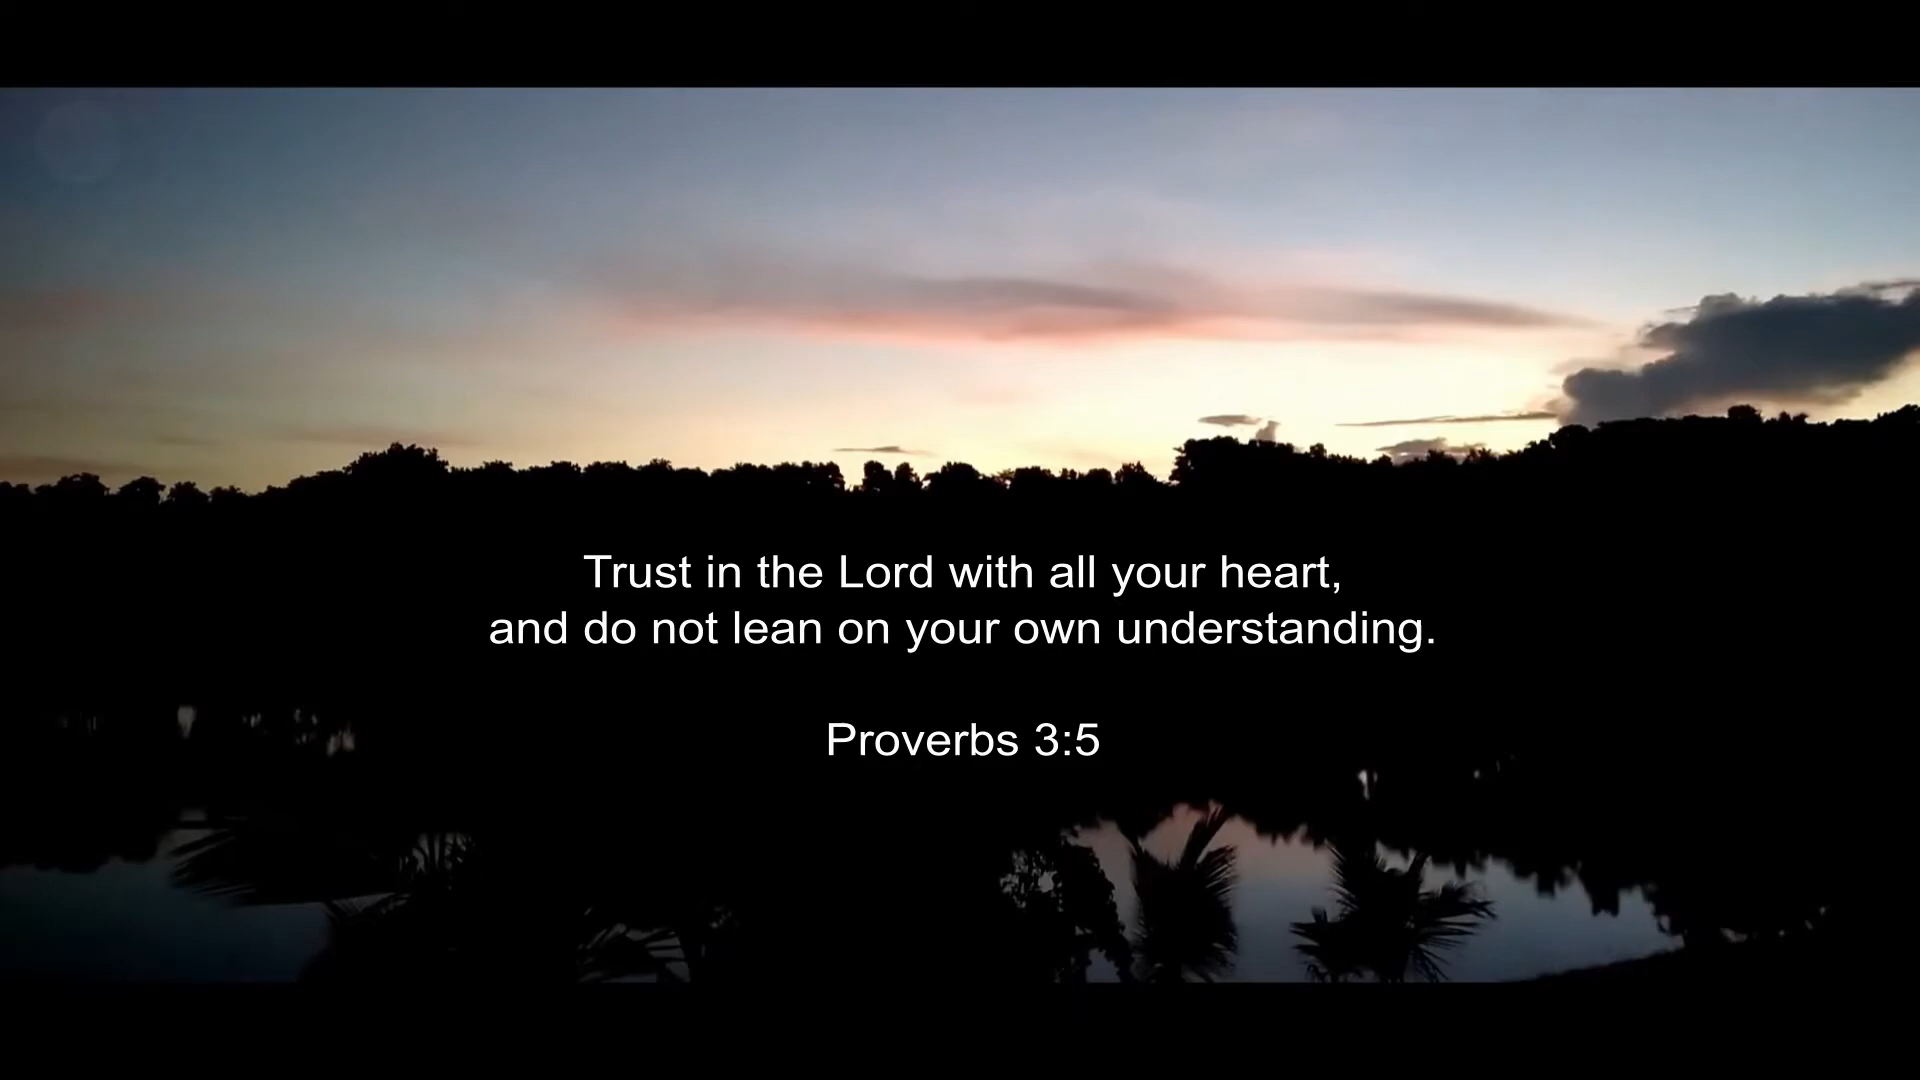 Trust in the Lord with all your heart,
and do not lean on your own understanding.
Proverbs 3:5